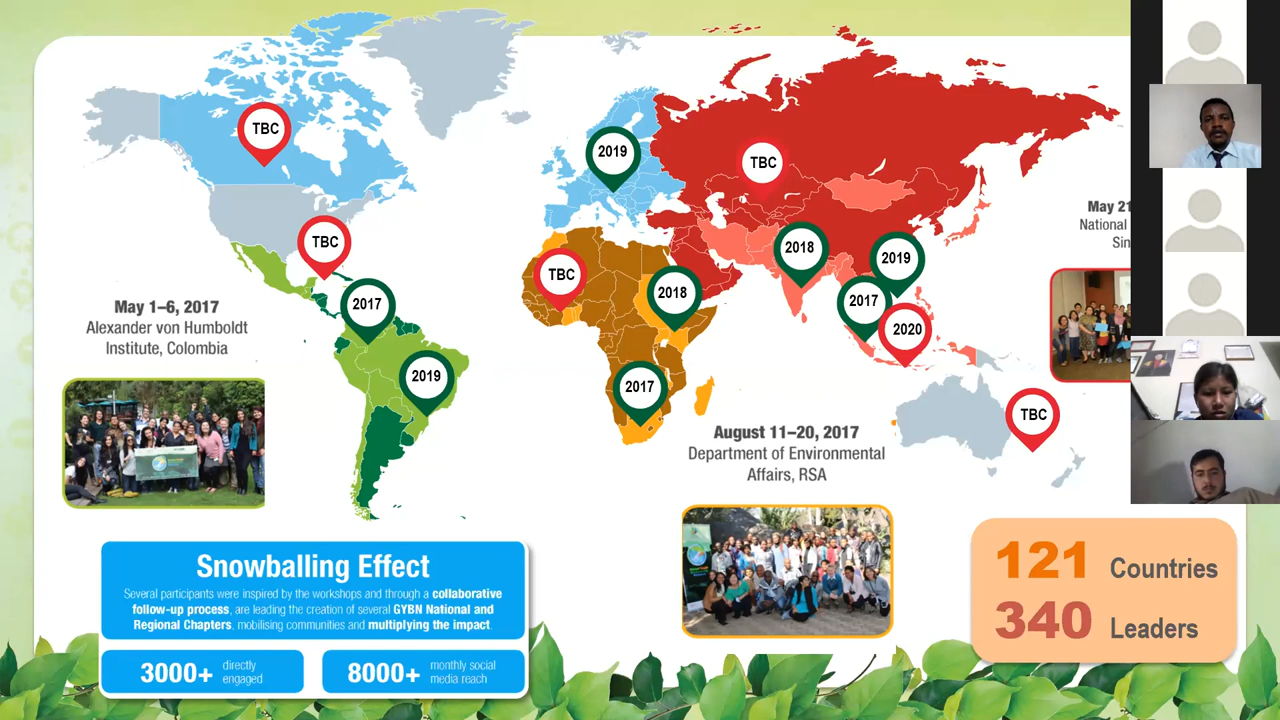 TBC
2019
TBC
TBC
2018
2019
TBC
2018
2017
2017
2020
2019
2017
TBC
May 1–6, 2017
Alexander von Humboldt
Institute, Colombia
May 21
National
Sin
August 11–20, 2017
Department of Environmental
Affairs, RSA
Snowballing Effect
Several participants were inspired by the workshops and through a collaborative
follow-up process, are leading the creation of several GYBN National and
Regional Chapters, mobilising communities and multiplying the impact.
3000+ directly
engaged
8000+ monthly social
media reach
121 Countries
340 Leaders